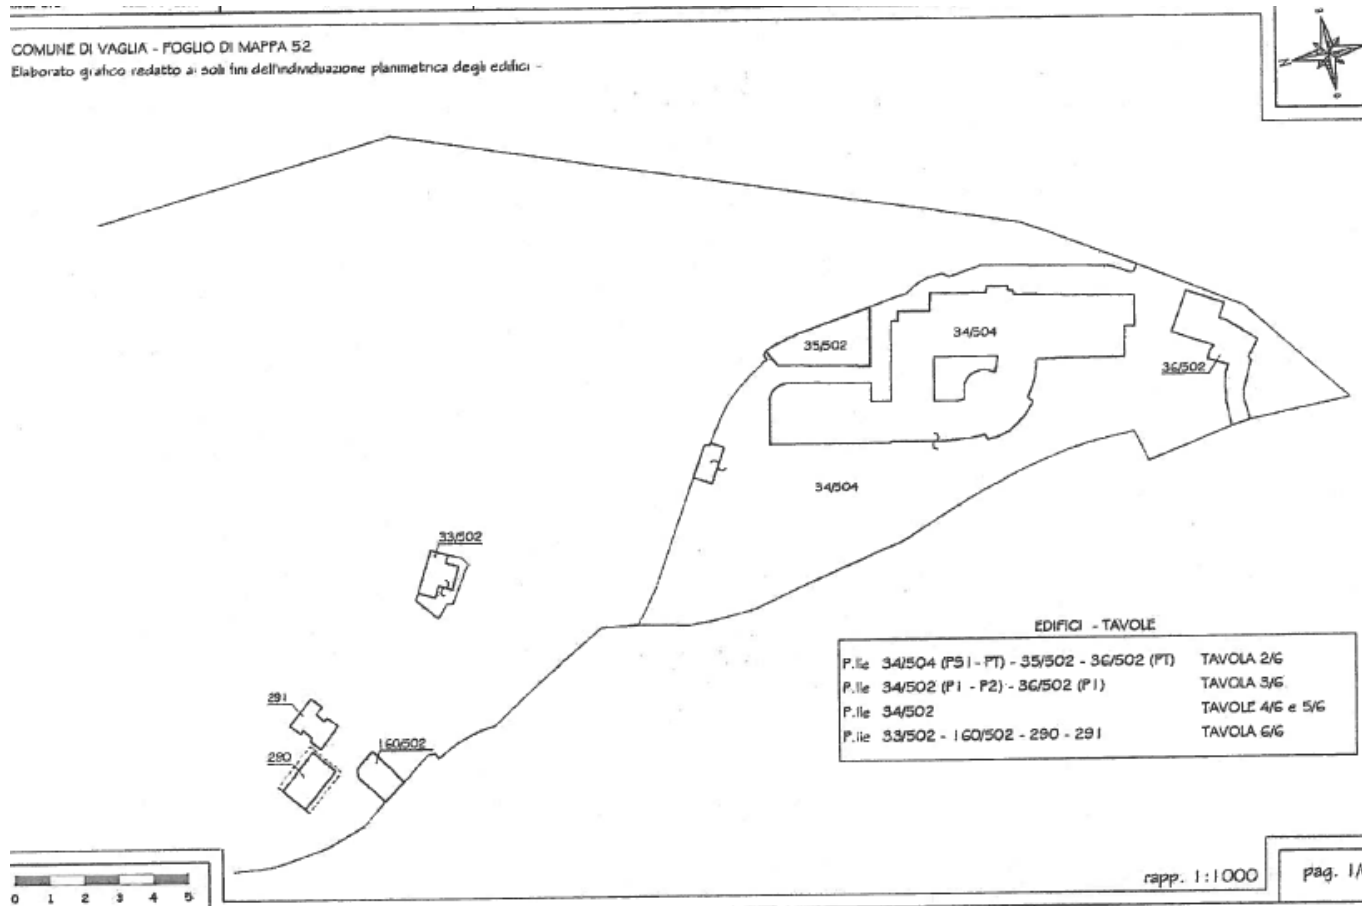 COMUNE DI VAGLIA - FOGLIO DI MAPPA 52
Elaborato grafico redatto ai soli fini dell'individuazione planimetrica degli edifici -
35/502
34/504
36/502
34/504
33/502
291
290
160/502
EDIFICI - TAVOLE
P.lle 34/504 (PS1 - PT) - 35/502 - 36/502 (PT) TAVOLA 2/6
P.lle 34/502 (P1 - P2) - 36/502 (P1) TAVOLA 3/6
P.lle 34/502 TAVOLE 4/6 e 5/6
P.lle 33/502 - 160/502 - 290 - 291 TAVOLA 6/6
0 1 2 3 4 5
rapp. 1:1000
pag. 1/